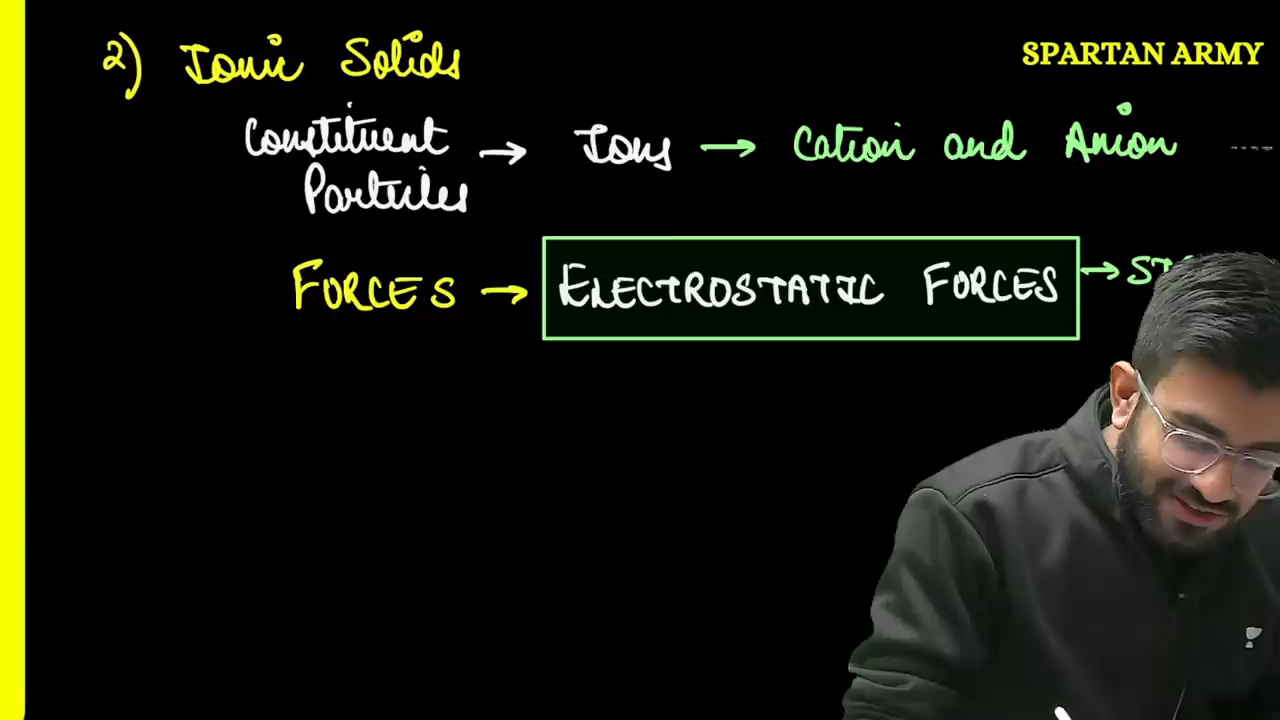 SPARTAN ARMY
2) Ionic Solids
Constituent Particles → Ions → Cation and Anion
FORCES → ELECTROSTATIC FORCES →